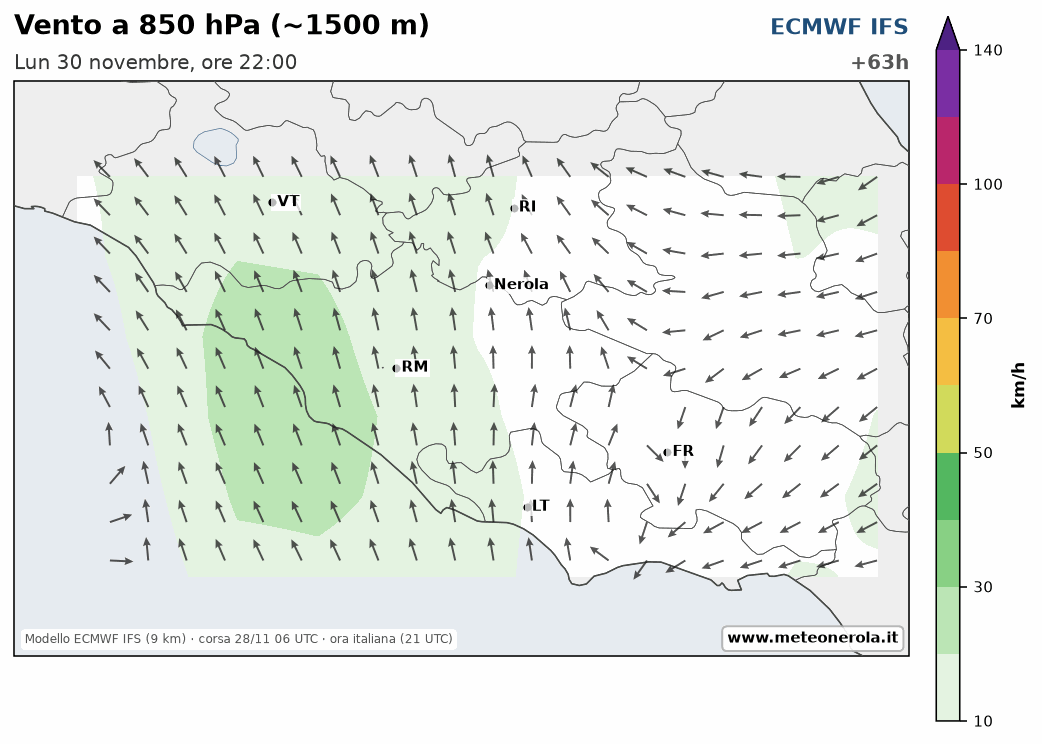 Vento a 850 hPa (~1500 m)
ECMWF IFS
Lun 30 novembre, ore 22:00
+63h
140
100
70
50
30
10
km/h
VT
RI
Nerola
RM
FR
LT
Modello ECMWF IFS (9 km) · corsa 28/11 06 UTC · ora italiana (21 UTC)
www.meteonerola.it